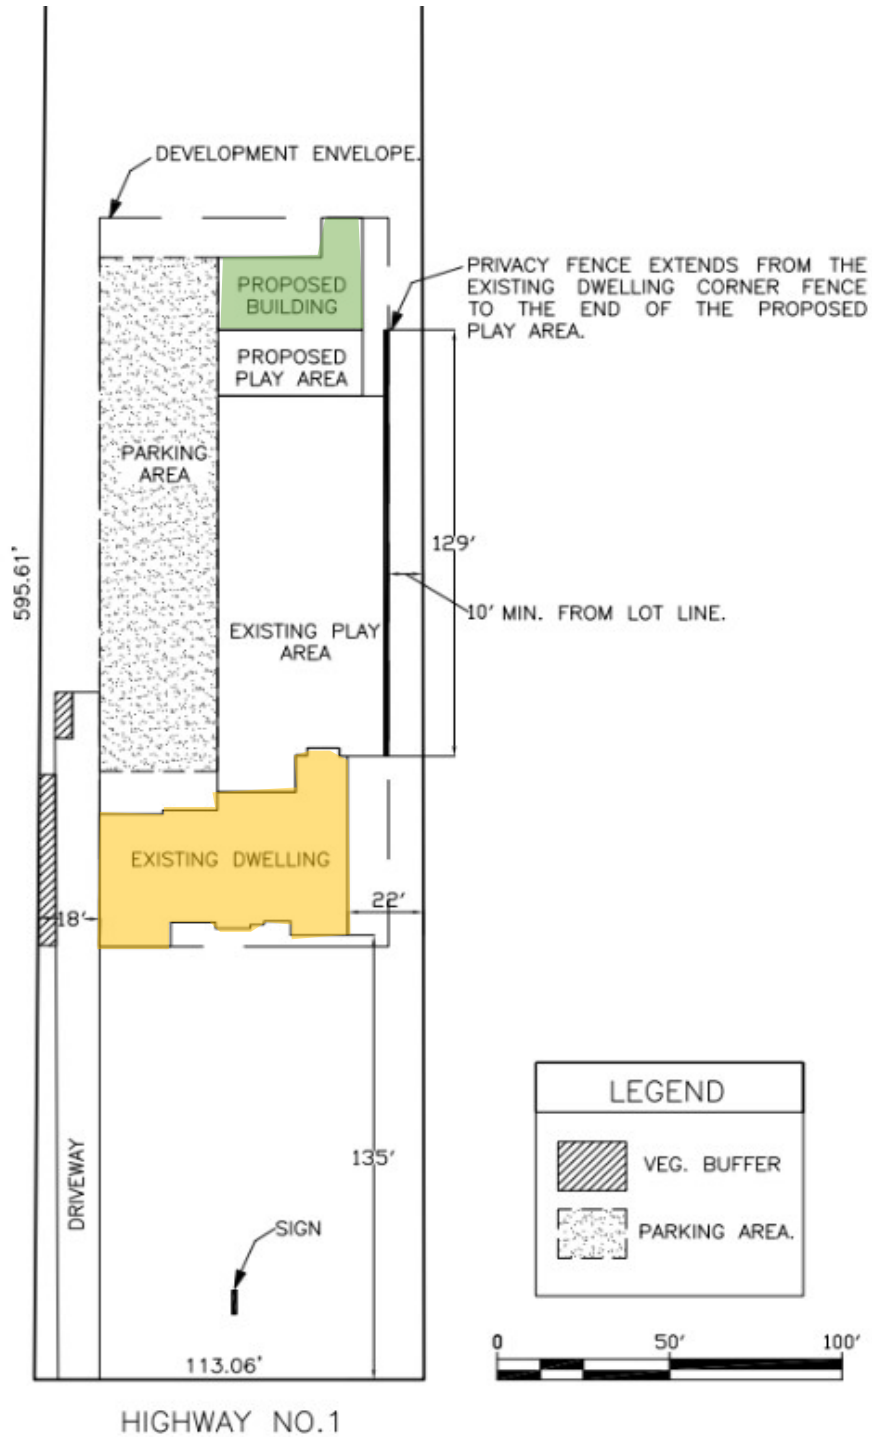 DEVELOPMENT ENVELOPE.
PROPOSED
BUILDING
PRIVACY FENCE EXTENDS FROM THE
EXISTING DWELLING CORNER FENCE
TO THE END OF THE PROPOSED
PLAY AREA.
PROPOSED
PLAY AREA
PARKING
AREA
129'
595.61'
10' MIN. FROM LOT LINE.
EXISTING PLAY
AREA
EXISTING DWELLING
22'
18'
135'
DRIVEWAY
SIGN
113.06'
HIGHWAY NO.1
LEGEND
VEG. BUFFER
PARKING AREA.
0 50' 100'